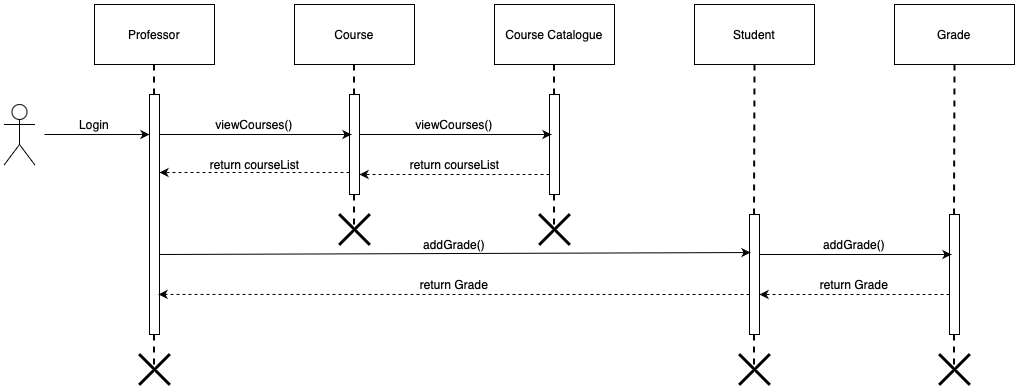 Professor
Course
Course Catalogue
Student
Grade
Login
viewCourses()
viewCourses()
return courseList
return courseList
addGrade()
addGrade()
return Grade
return Grade